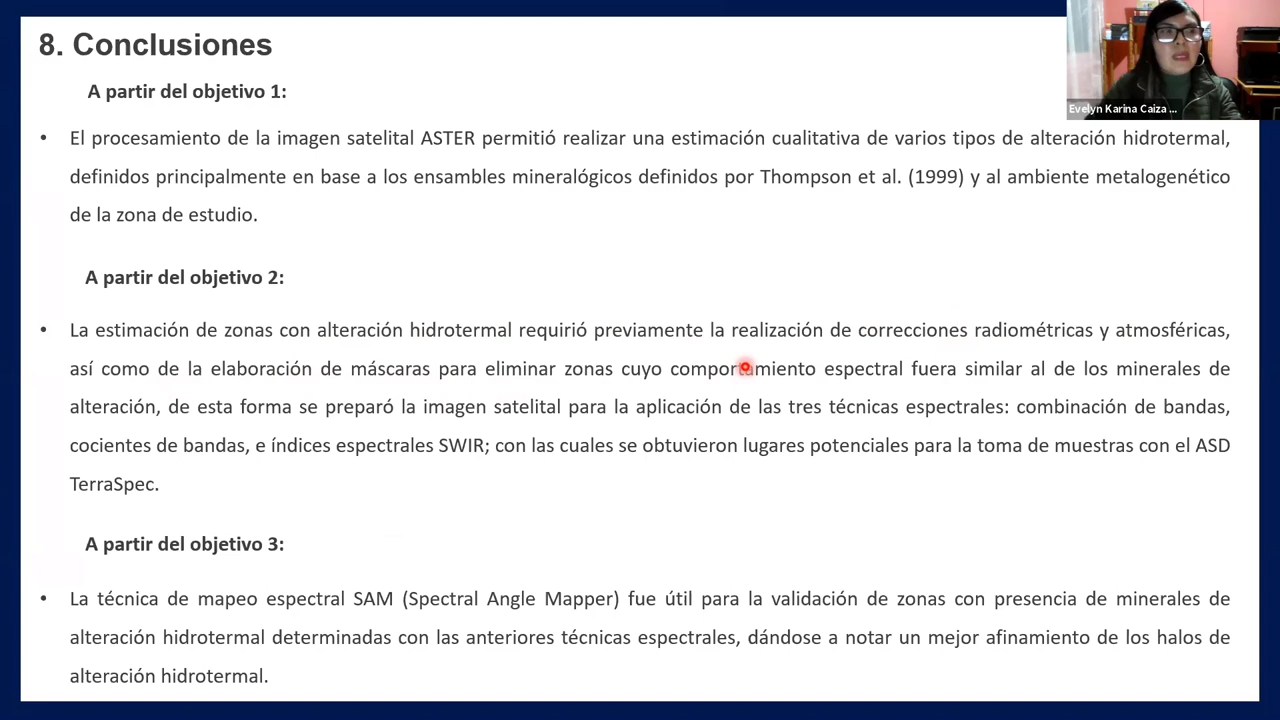 8. Conclusiones
A partir del objetivo 1:
Evelyn Karina Caiza ...
• El procesamiento de la imagen satelital ASTER permitió realizar una estimación cualitativa de varios tipos de alteración hidrotermal,
definidos principalmente en base a los ensambles mineralógicos definidos por Thompson et al. (1999) y al ambiente metalogenético
de la zona de estudio.
A partir del objetivo 2:
• La estimación de zonas con alteración hidrotermal requirió previamente la realización de correcciones radiométricas y atmosféricas,
así como de la elaboración de máscaras para eliminar zonas cuyo comportamiento espectral fuera similar al de los minerales de
alteración, de esta forma se preparó la imagen satelital para la aplicación de las tres técnicas espectrales: combinación de bandas,
cocientes de bandas, e índices espectrales SWIR; con las cuales se obtuvieron lugares potenciales para la toma de muestras con el ASD
TerraSpec.
A partir del objetivo 3:
• La técnica de mapeo espectral SAM (Spectral Angle Mapper) fue útil para la validación de zonas con presencia de minerales de
alteración hidrotermal determinadas con las anteriores técnicas espectrales, dándose a notar un mejor afinamiento de los halos de
alteración hidrotermal.